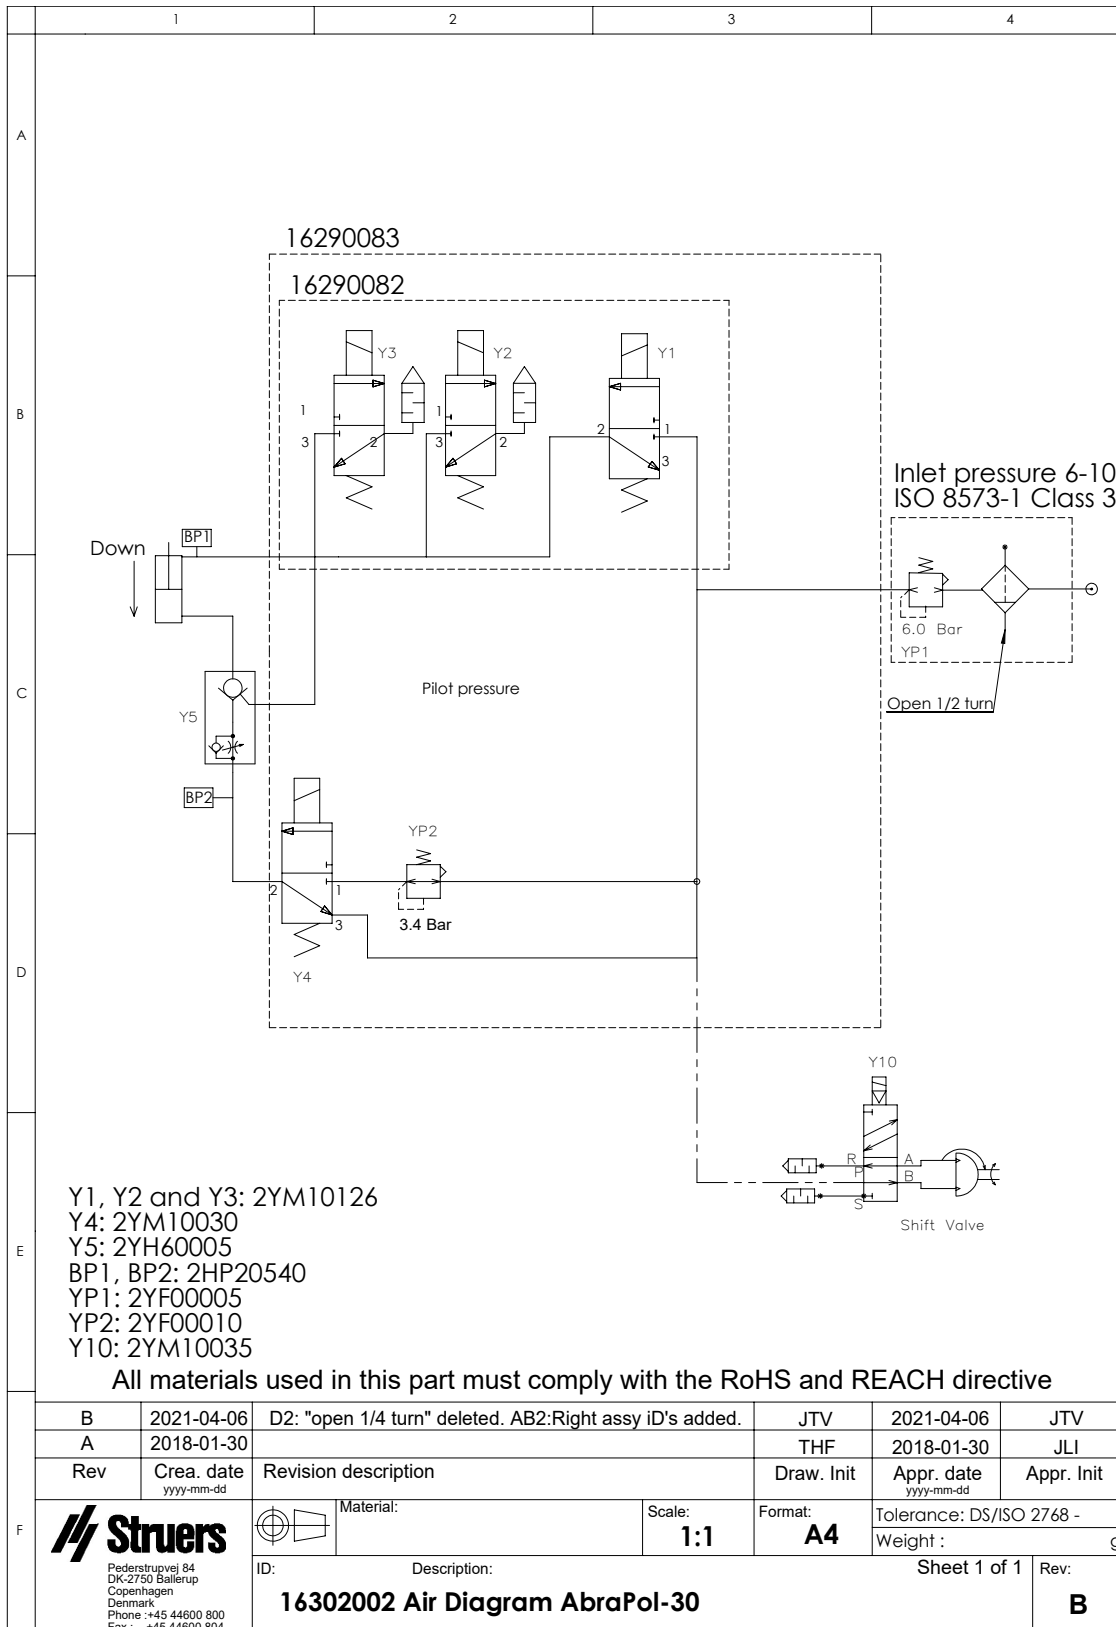 1 2 3 4
A
16290083
16290082
Y3 Y2 Y1
B
1 1
3 2 3 2 2 1
3
Inlet pressure 6-10
ISO 8573-1 Class 3
BP1
Down
6.0 Bar
YP1
C
Pilot pressure
Open 1/2 turn
Y5
BP2
YP2
2 1
3
3.4 Bar
D
Y4
Y10
R A
P B
S
Shift Valve
E
Y1, Y2 and Y3: 2YM10126
Y4: 2YM10030
Y5: 2YH60005
BP1, BP2: 2HP20540
YP1: 2YF00005
YP2: 2YF00010
Y10: 2YM10035
All materials used in this part must comply with the RoHS and REACH directive
B 2021-04-06 D2: "open 1/4 turn" deleted. AB2:Right assy iD's added. JTV 2021-04-06 JTV
A 2018-01-30 THF 2018-01-30 JLI
Rev Crea. date Revision description Draw. Init Appr. date Appr. Init
yyyy-mm-dd yyyy-mm-dd
F
Struers
Material:
Scale:
1:1
Format:
A4
Tolerance: DS/ISO 2768 -
Weight : g
Pederstrupvej 84
DK-2750 Ballerup
Copenhagen
Denmark
Phone :+45 44600 800
Fax : +45 44600 804
ID: Description:
16302002 Air Diagram AbraPol-30
Sheet 1 of 1
Rev:
B